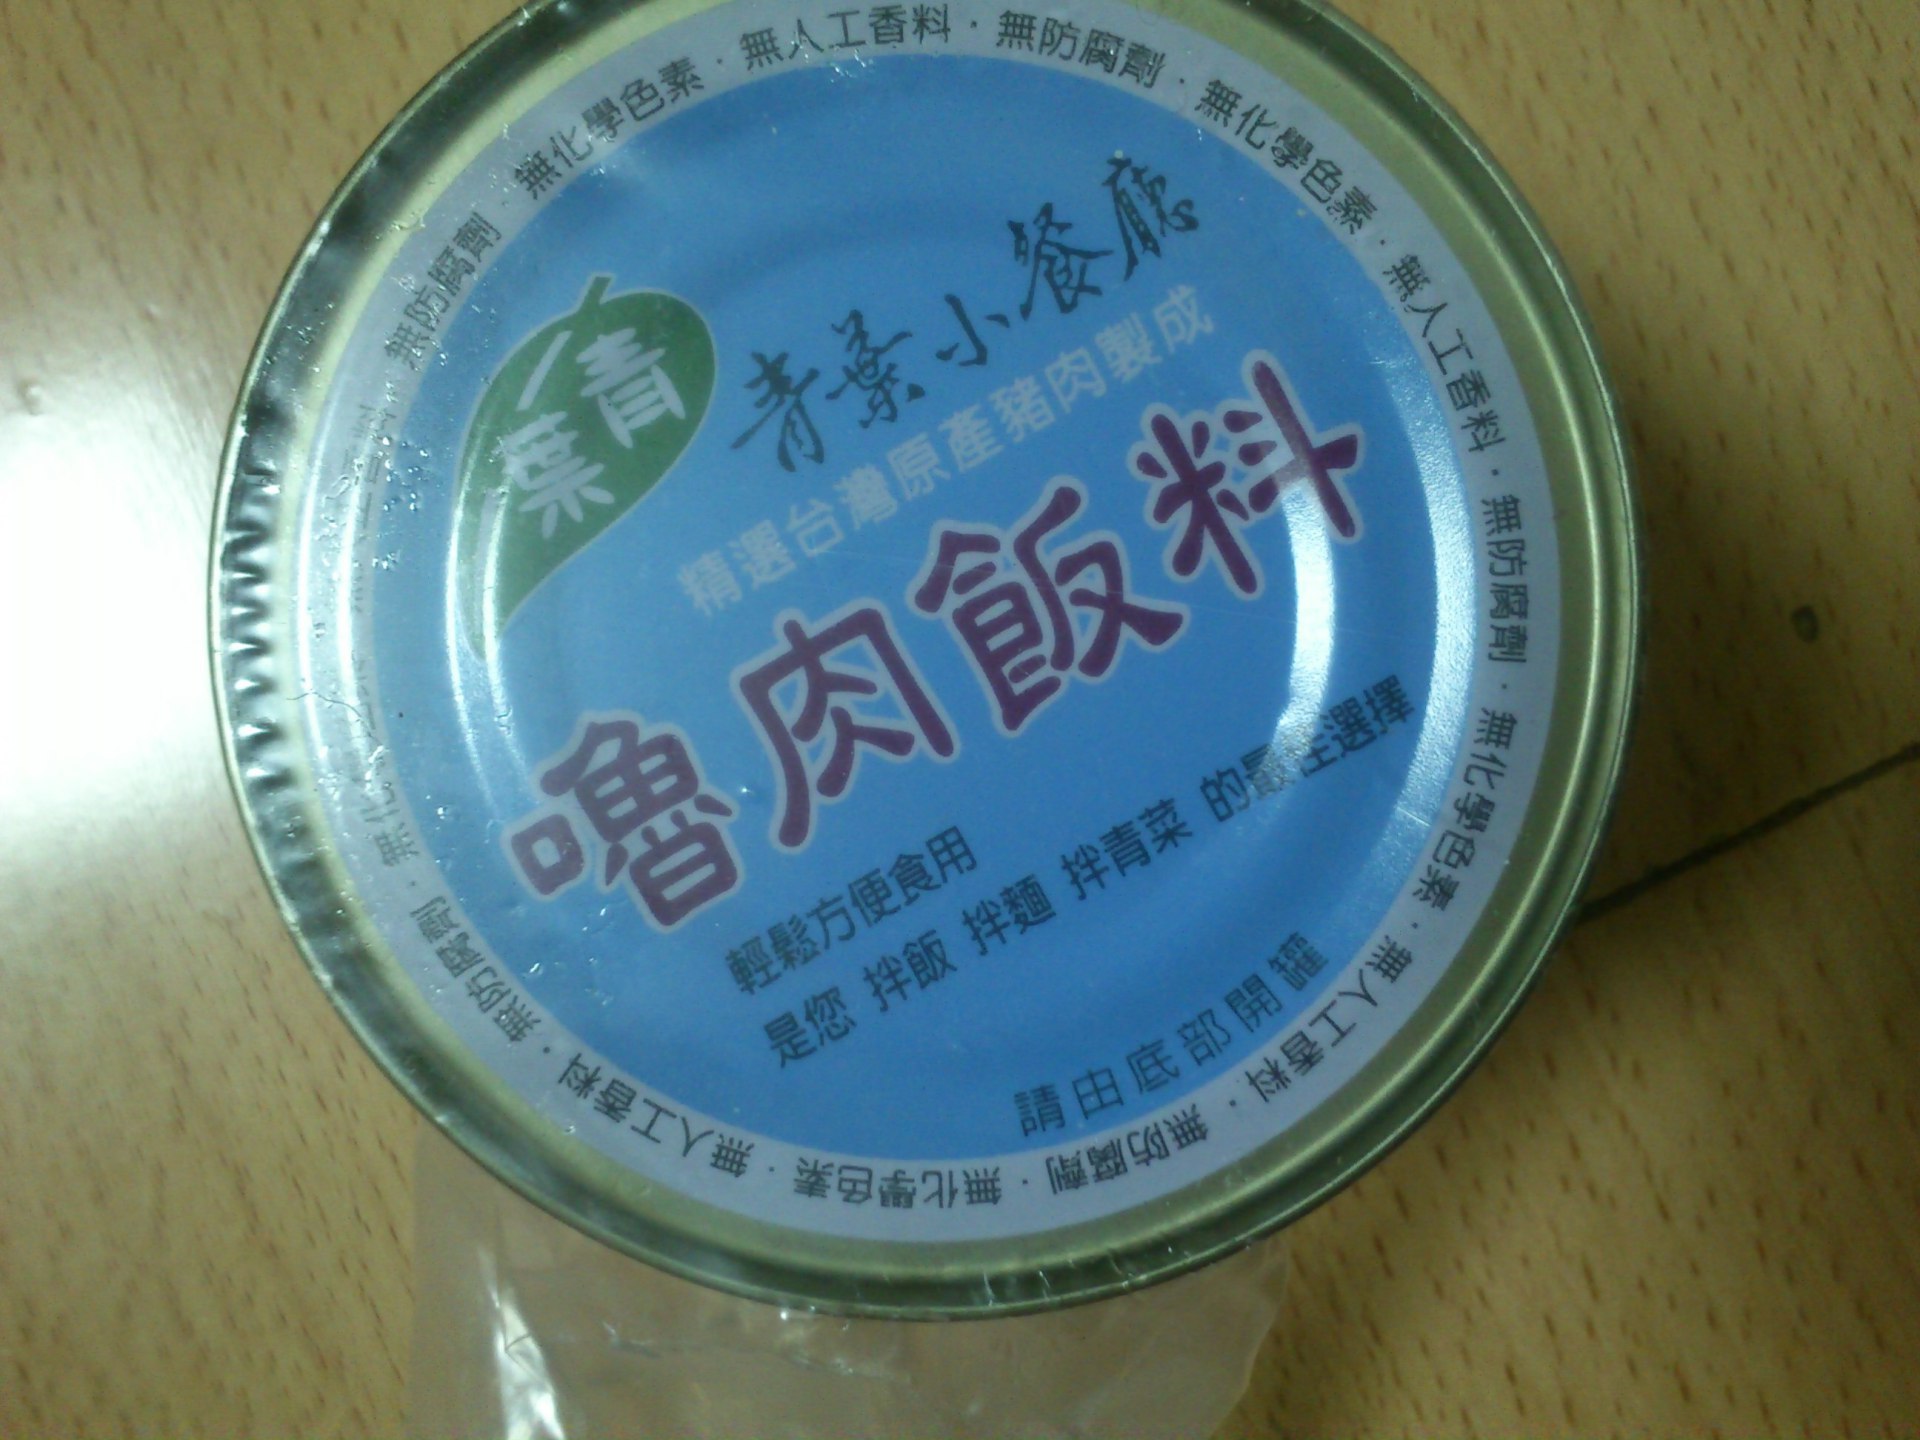 青葉
青葉小餐廳
精選台灣原產豬肉製成
嚕肉飯料
輕鬆方便食用
是您 拌飯 拌麵 拌青菜 的最佳選擇
請由底部開罐
無防腐劑·無化學色素·無人工香料·無防腐劑·無化學色素·無人工香料·無防腐劑·無化學色素·無人工香料·無防腐劑·無化學色素·無人工香料·無防腐劑·